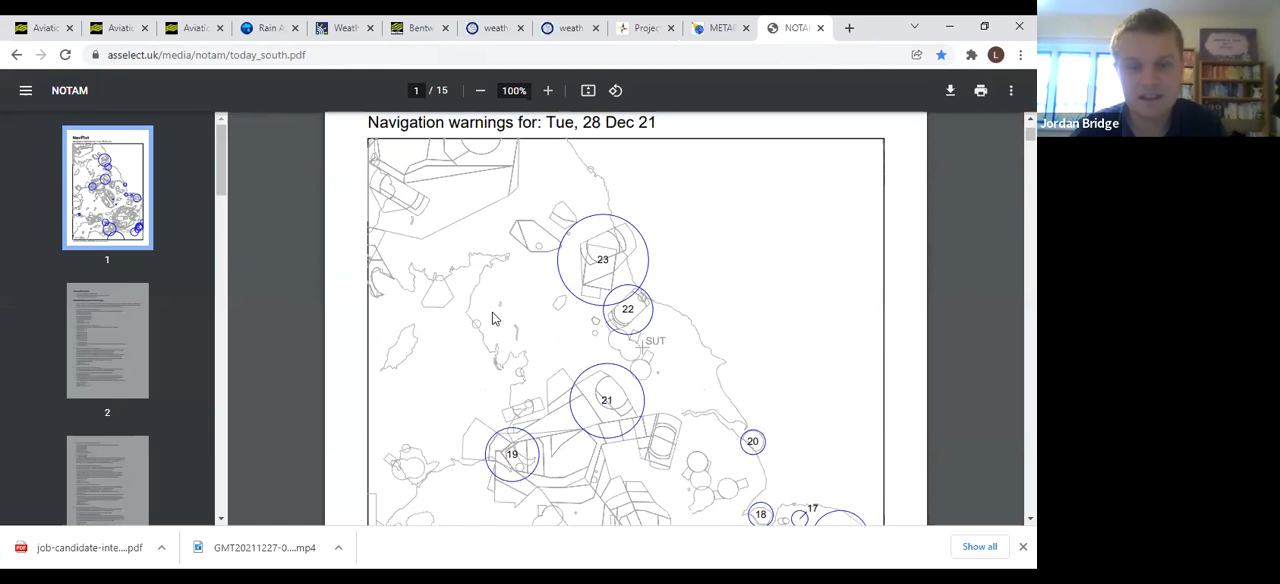 Aviatic
Aviatic
Aviatic
Rain A
Weath
Bentw
weath
weath
Projec
METAR
NOTAM
asselect.uk/media/notam/today_south.pdf
L
NOTAM
1 / 15
100%
Navigation warnings for: Tue, 28 Dec 21
23
22
SUT
21
20
19
18
17
1
2
job-candidate-inte....pdf
GMT20211227-0....mp4
Show all
Jordan Bridge